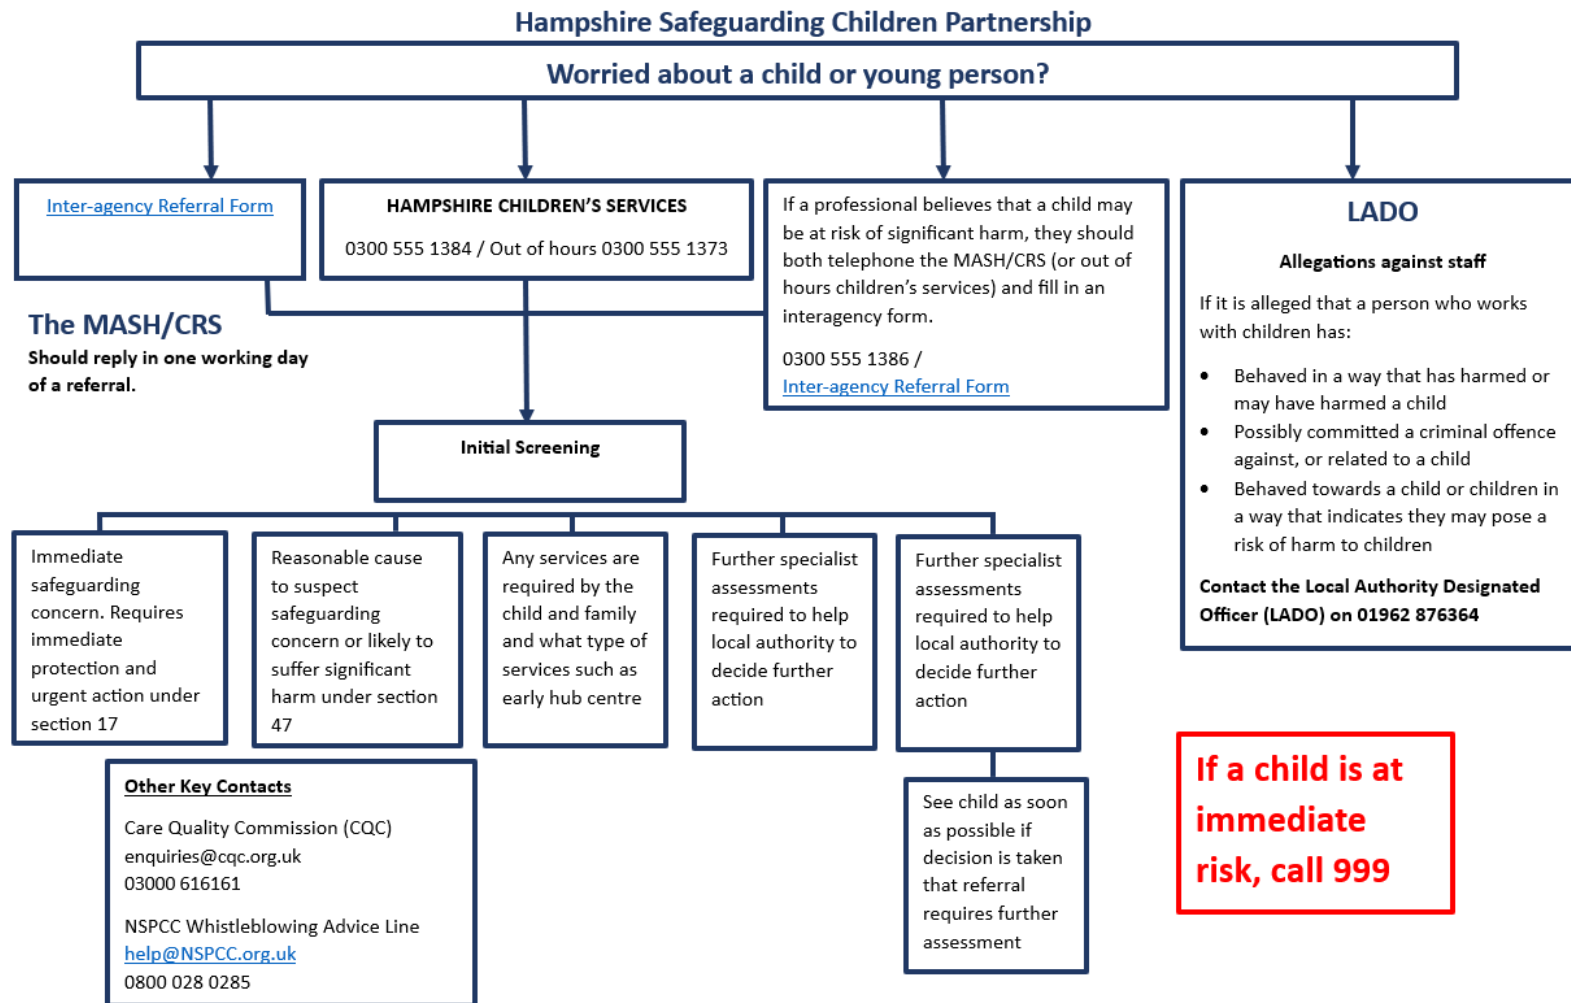 Hampshire Safeguarding Children Partnership
Worried about a child or young person?
Inter-agency Referral Form
The MASH/CRS
Should reply in one working day
of a referral.
HAMPSHIRE CHILDREN'S SERVICES
0300 555 1384 / Out of hours 0300 555 1373
If a professional believes that a child may
be at risk of significant harm, they should
both telephone the MASH/CRS (or out of
hours children's services) and fill in an
interagency form.
0300 555 1386 /
Inter-agency Referral Form
LADO
Allegations against staff
If it is alleged that a person who works
with children has:
• Behaved in a way that has harmed or
may have harmed a child
• Possibly committed a criminal offence
against, or related to a child
• Behaved towards a child or children in
a way that indicates they may pose a
risk of harm to children
Contact the Local Authority Designated
Officer (LADO) on 01962 876364
Initial Screening
Immediate
safeguarding
concern. Requires
immediate
protection and
urgent action under
section 17
Reasonable cause
to suspect
safeguarding
concern or likely to
suffer significant
harm under section
47
Any services are
required by the
child and family
and what type of
services such as
early hub centre
Further specialist
assessments
required to help
local authority to
decide further
action
Further specialist
assessments
required to help
local authority to
decide further
action
See child as soon
as possible if
decision is taken
that referral
requires further
assessment
Other Key Contacts
Care Quality Commission (CQC)
enquiries@cqc.org.uk
03000 616161
NSPCC Whistleblowing Advice Line
help@NSPCC.org.uk
0800 028 0285
If a child is at
immediate
risk, call 999